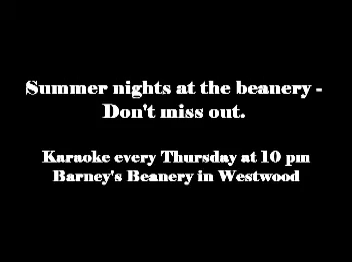 Summer nights at the beanery -
Don't miss out.
Karaoke every Thursday at 10 pm
Barney's Beanery in Westwood